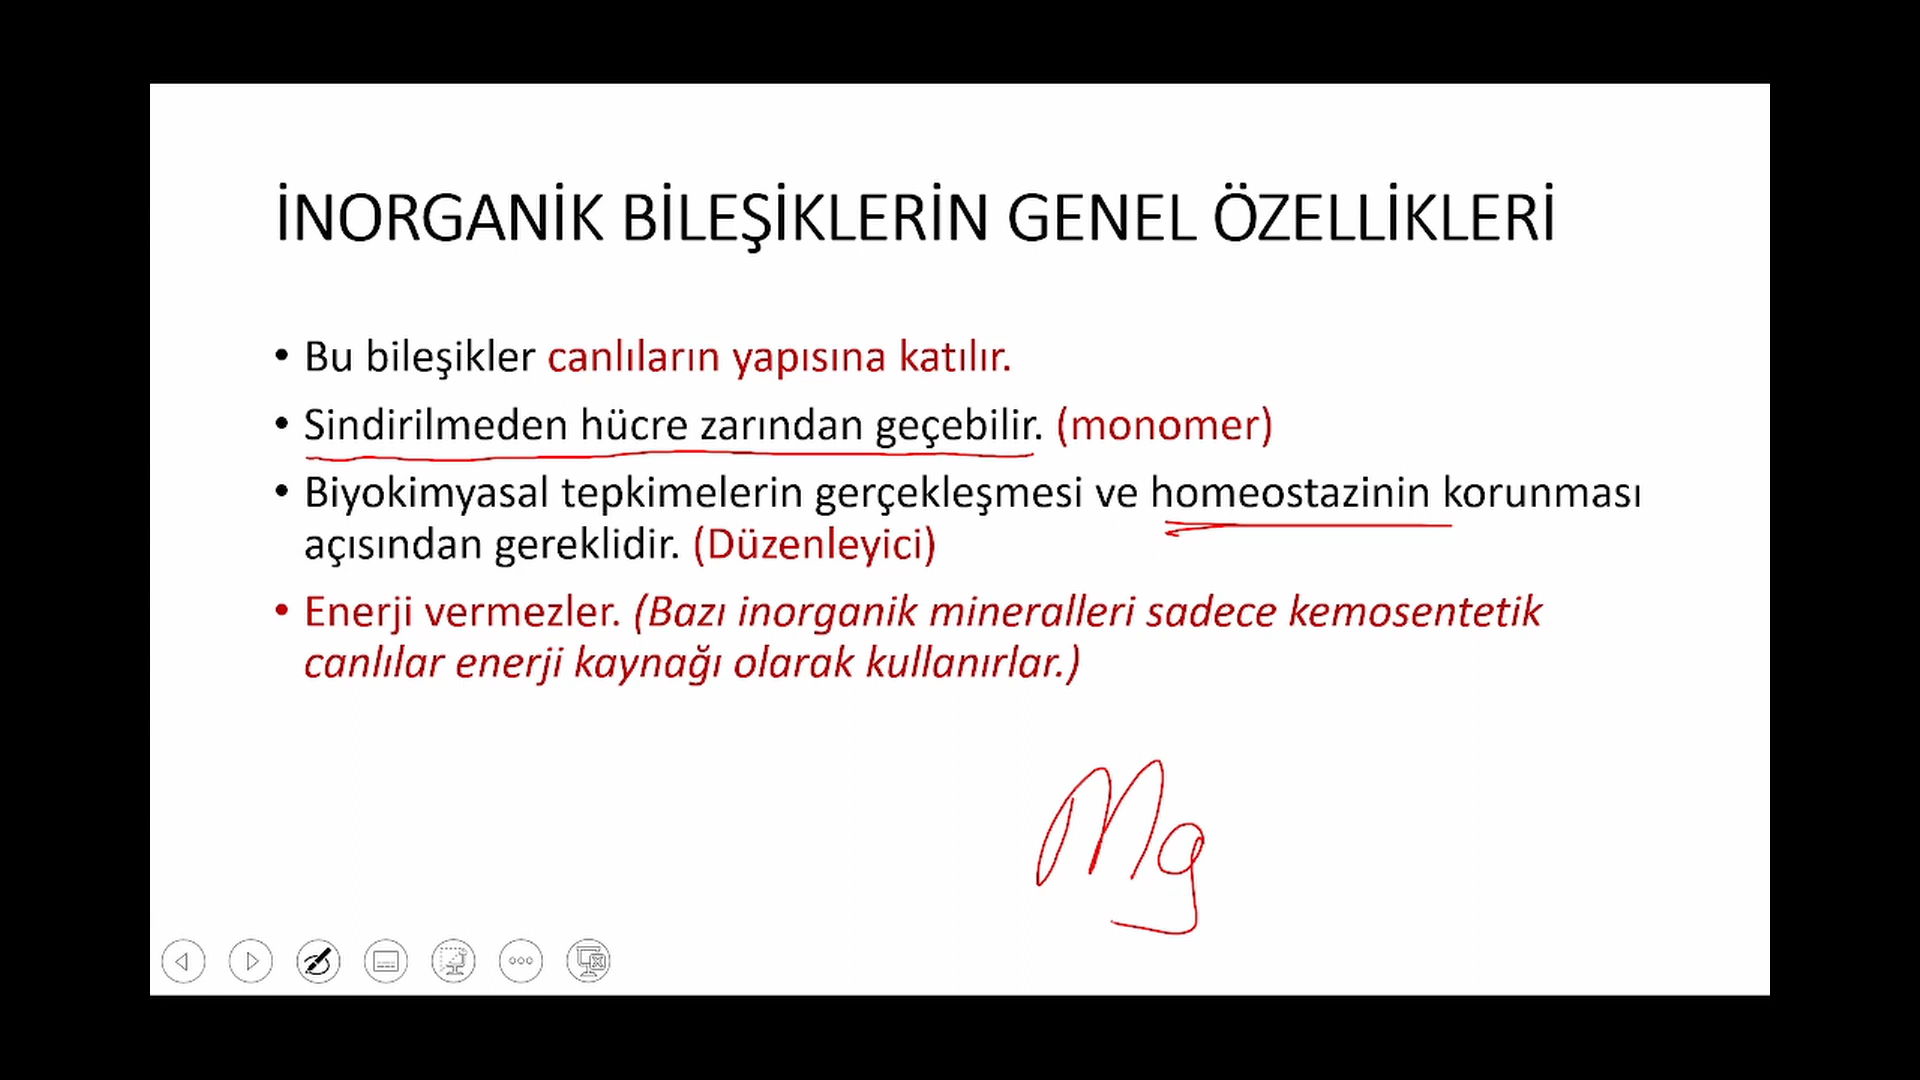 İNORGANİK BİLEŞİKLERİN GENEL ÖZELLİKLERİ
• Bu bileşikler canlıların yapısına katılır.
• Sindirilmeden hücre zarından geçebilir. (monomer)
• Biyokimyasal tepkimelerin gerçekleşmesi ve homeostazinin korunması
açısından gereklidir. (Düzenleyici)
• Enerji vermezler. (Bazı inorganik mineralleri sadece kemosentetik
canlılar enerji kaynağı olarak kullanırlar.)
Mg